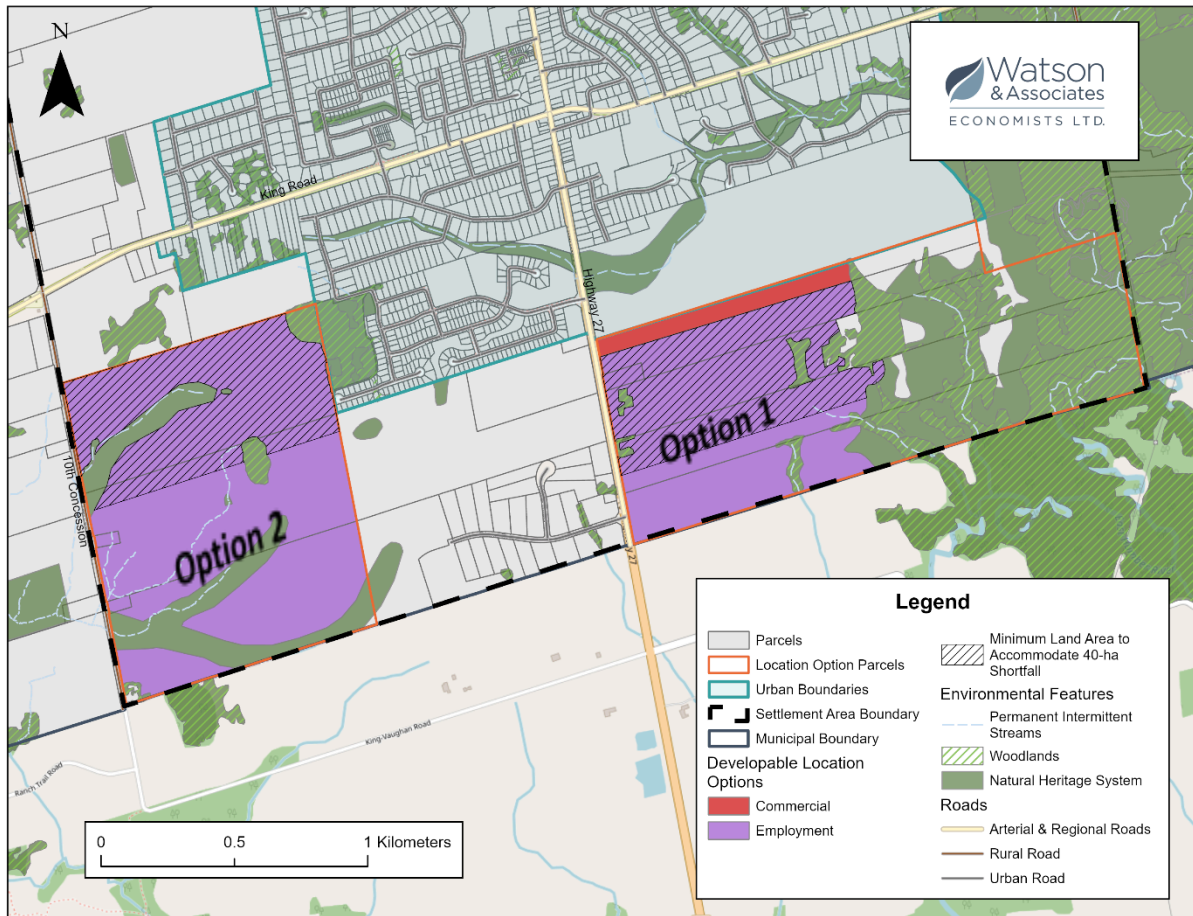 N
Watson
& Associates
ECONOMISTS LTD.
King Road
Highway 27
10th Concession
Option 1
Option 2
y 27
King-Vaughan Road
Ranch Trail Road
0 0.5 1 Kilometers
Legend
Parcels
Location Option Parcels
Urban Boundaries
Settlement Area Boundary
Municipal Boundary
Developable Location
Options
Commercial
Employment
Minimum Land Area to
Accommodate 40-ha
Shortfall
Environmental Features
Permanent Intermittent
Streams
Woodlands
Natural Heritage System
Roads
Arterial & Regional Roads
Rural Road
Urban Road